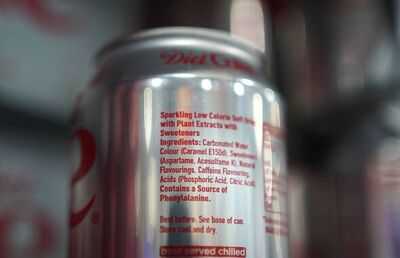 Diet Coke
Sparkling Low Calorie Soft Drink
with Plant Extracts with
Sweeteners
Ingredients: Carbonated Water,
Colour (Caramel E150d), Sweeteners
(Aspartame, Acesulfame K), Natural
Flavourings, Caffeine Flavouring,
Acids (Phosphoric Acid, Citric Acid).
Contains a Source of
Phenylalanine.
Best before: See base of can.
Store cool and dry.
best served chilled